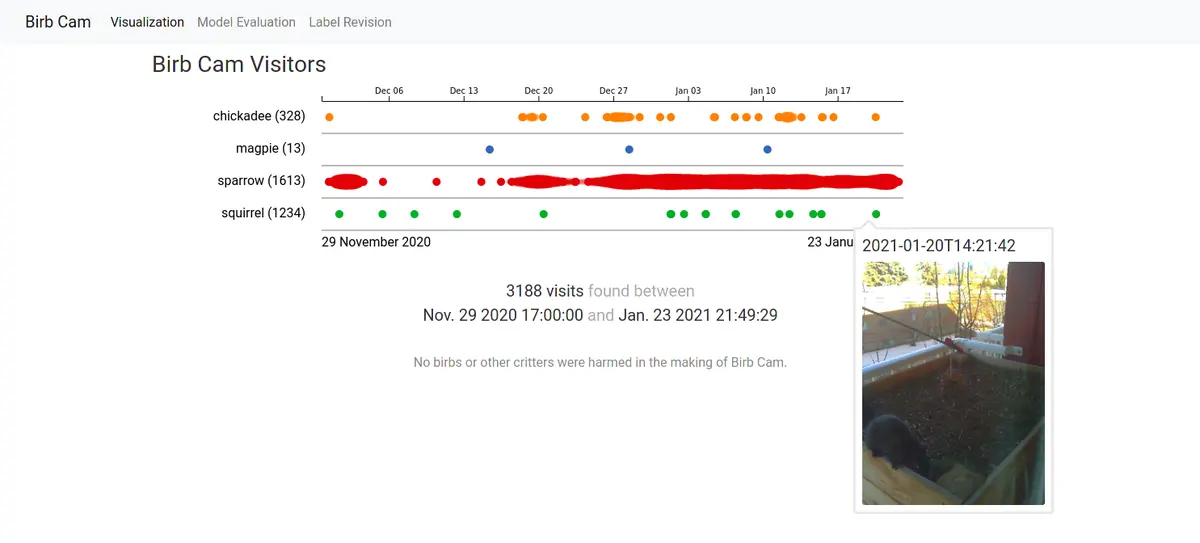 Birb Cam Visualization Model Evaluation Label Revision
Birb Cam Visitors
Dec 06 Dec 13 Dec 20 Dec 27 Jan 03 Jan 10 Jan 17
chickadee (328)
magpie (13)
sparrow (1613)
squirrel (1234)
29 November 2020 23 Janu
2021-01-20T14:21:42
3188 visits found between
Nov. 29 2020 17:00:00 and Jan. 23 2021 21:49:29
No birbs or other critters were harmed in the making of Birb Cam.